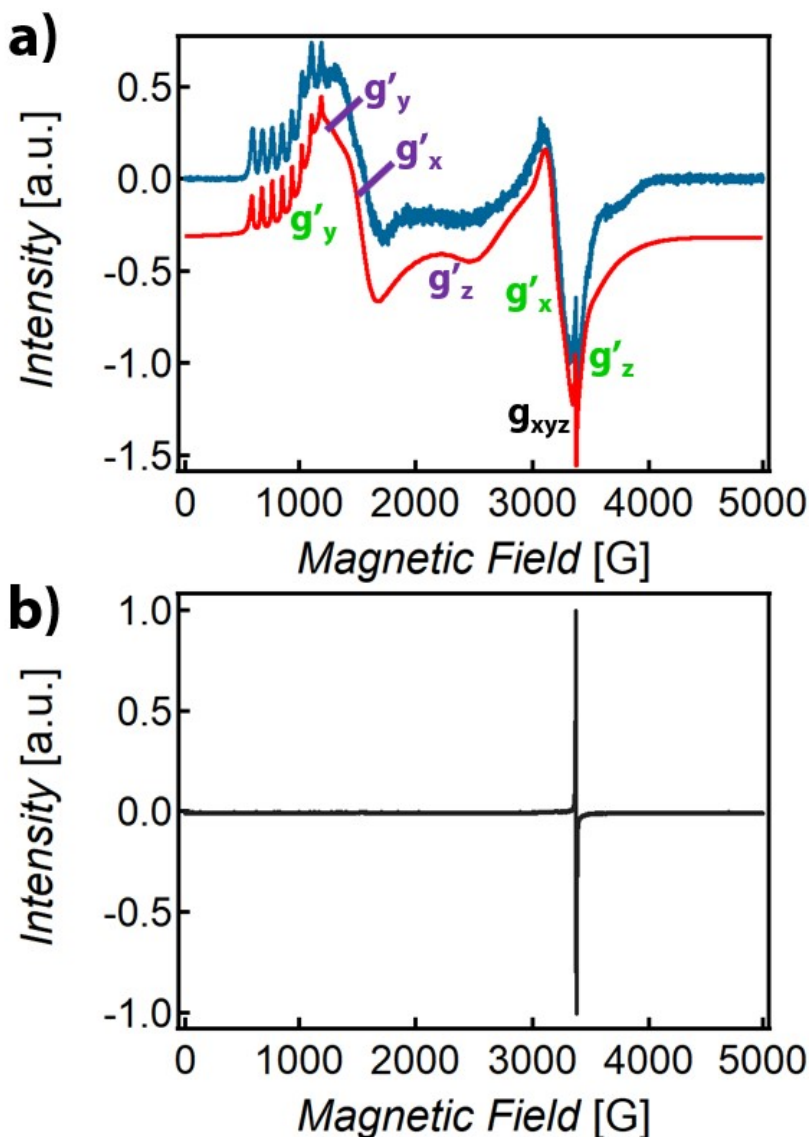 a)
Intensity [a.u.]
0.5
0.0
-0.5
-1.0
-1.5
g'y
g'x
g'y
g'z
g'x
g'z
gxyz
0 1000 2000 3000 4000 5000
Magnetic Field [G]
b)
Intensity [a.u.]
1.0
0.5
0.0
-0.5
-1.0
0 1000 2000 3000 4000 5000
Magnetic Field [G]